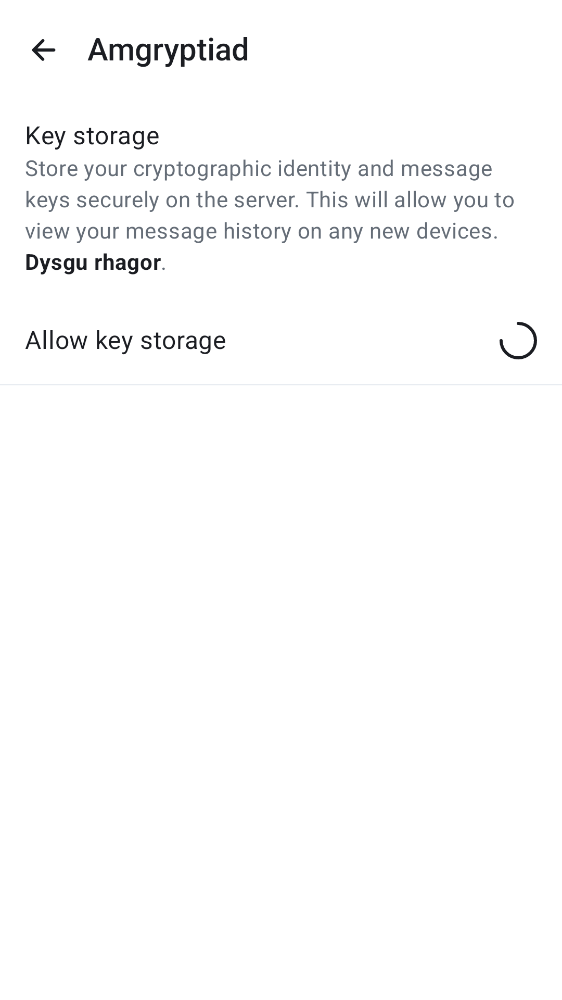 Amgryptiad
Key storage
Store your cryptographic identity and message
keys securely on the server. This will allow you to
view your message history on any new devices.
Dysgu rhagor.
Allow key storage